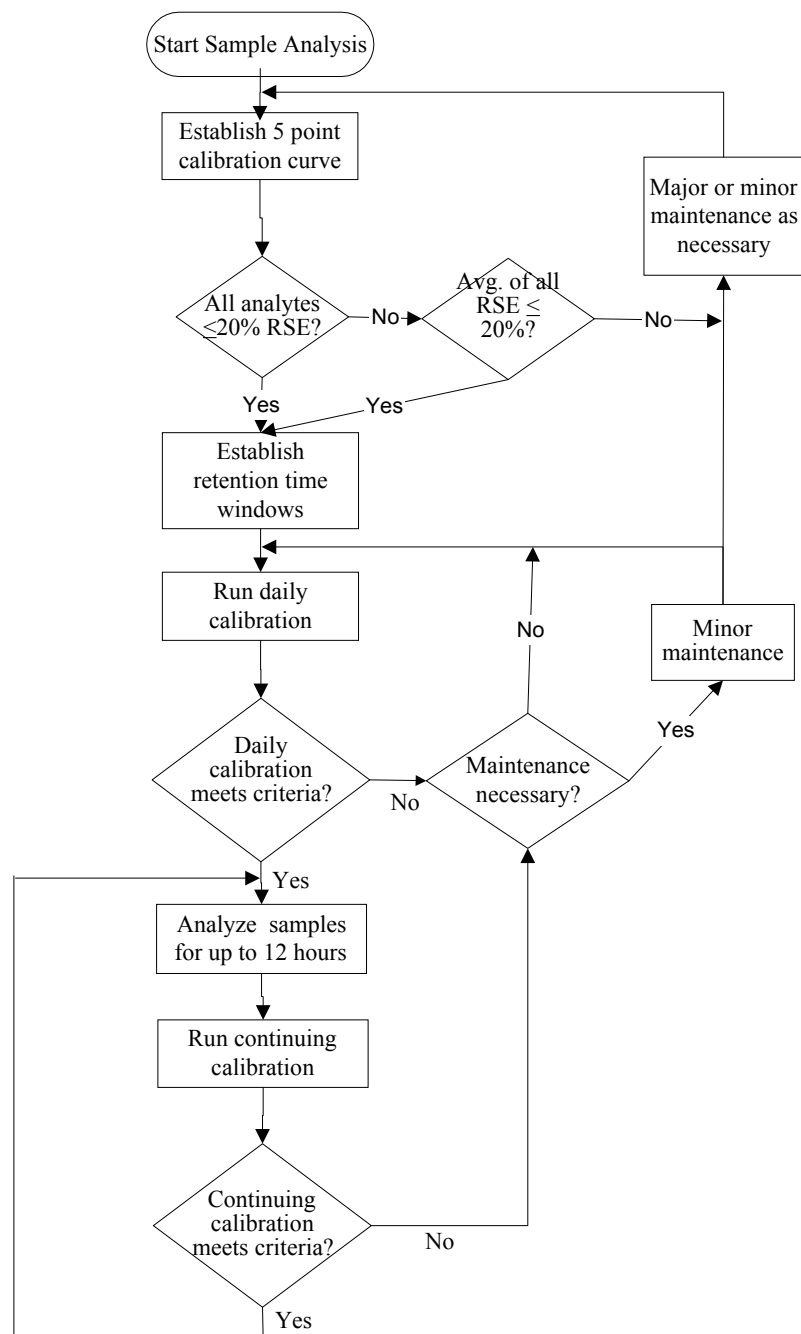 Start Sample Analysis
Establish 5 point
calibration curve
Major or minor
maintenance as
necessary
All analytes
≤20% RSE?
No
Avg. of all
RSE ≤
20%?
No
Yes
Yes
Establish
retention time
windows
Run daily
calibration
No
Minor
maintenance
Daily
calibration
meets criteria?
No
Maintenance
necessary?
Yes
Yes
Analyze samples
for up to 12 hours
Run continuing
calibration
Continuing
calibration
meets criteria?
No
Yes